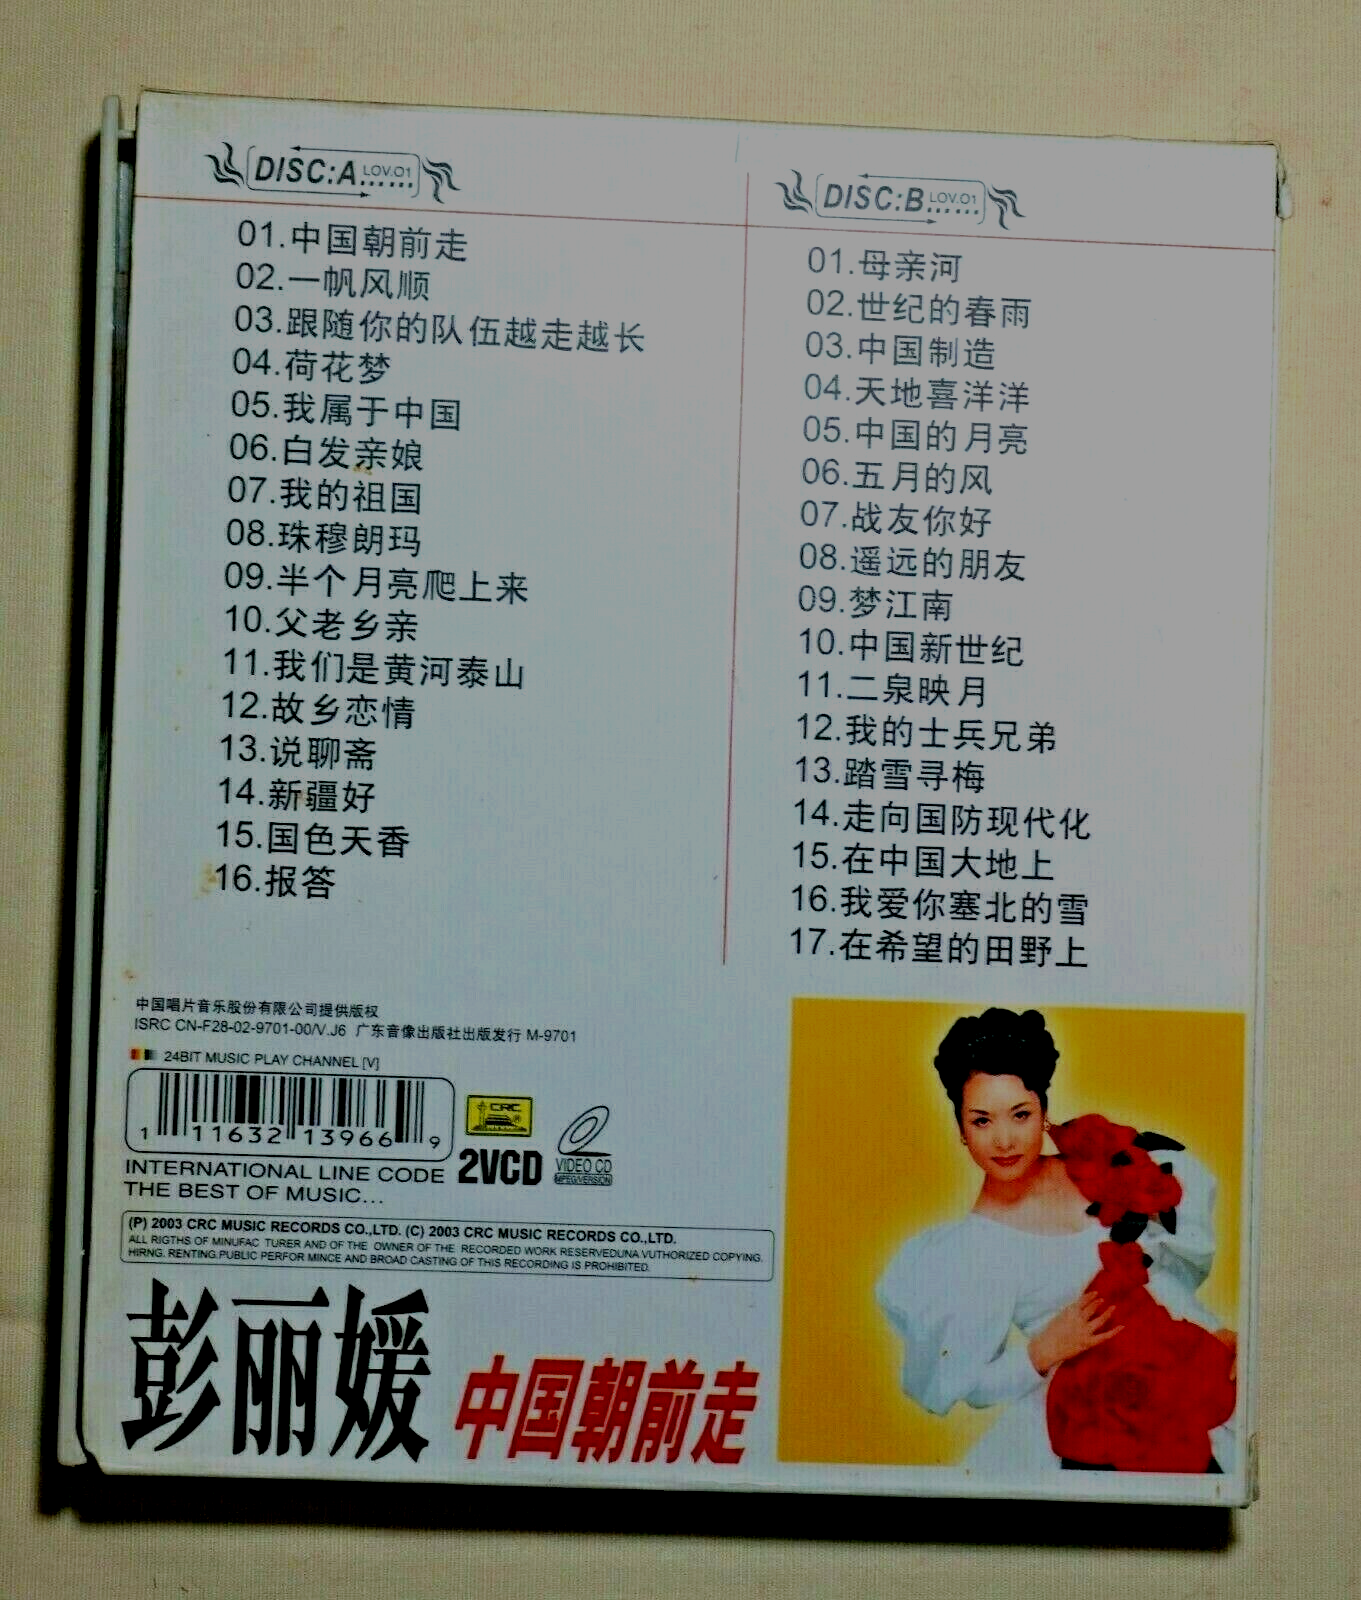 DISC:A LOV.01
01.中国朝前走
02.一帆风顺
03.跟随你的队伍越走越长
04.荷花梦
05.我属于中国
06.白发亲娘
07.我的祖国
08.珠穆朗玛
09.半个月亮爬上来
10.父老乡亲
11.我们是黄河泰山
12.故乡恋情
13.说聊斋
14.新疆好
15.国色天香
16.报答
DISC:B LOV.01
01.母亲河
02.世纪的春雨
03.中国制造
04.天地喜洋洋
05.中国的月亮
06.五月的风
07.战友你好
08.遥远的朋友
09.梦江南
10.中国新世纪
11.二泉映月
12.我的士兵兄弟
13.踏雪寻梅
14.走向国防现代化
15.在中国大地上
16.我爱你塞北的雪
17.在希望的田野上
中国唱片音乐股份有限公司提供版权
ISRC CN-F28-02-9701-00/V.J6 广东音像出版社出版发行 M-9701
24BIT MUSIC PLAY CHANNEL [V]
1 11632 13966 9
INTERNATIONAL LINE CODE
THE BEST OF MUSIC...
CRC
2VCD
VIDEO CD
MPEG/VERSION
(P) 2003 CRC MUSIC RECORDS CO.,LTD. (C) 2003 CRC MUSIC RECORDS CO.,LTD.
ALL RIGTHS OF MINUFAC TURER AND OF THE OWNER OF THE RECORDED WORK RESERVEDUNA.VUTHORIZED COPYING.
HIRNG. RENTING.PUBLIC PERFOR MINCE AND BROAD CASTING OF THIS RECORDING IS PROHIBITED.
彭丽媛 中国朝前走